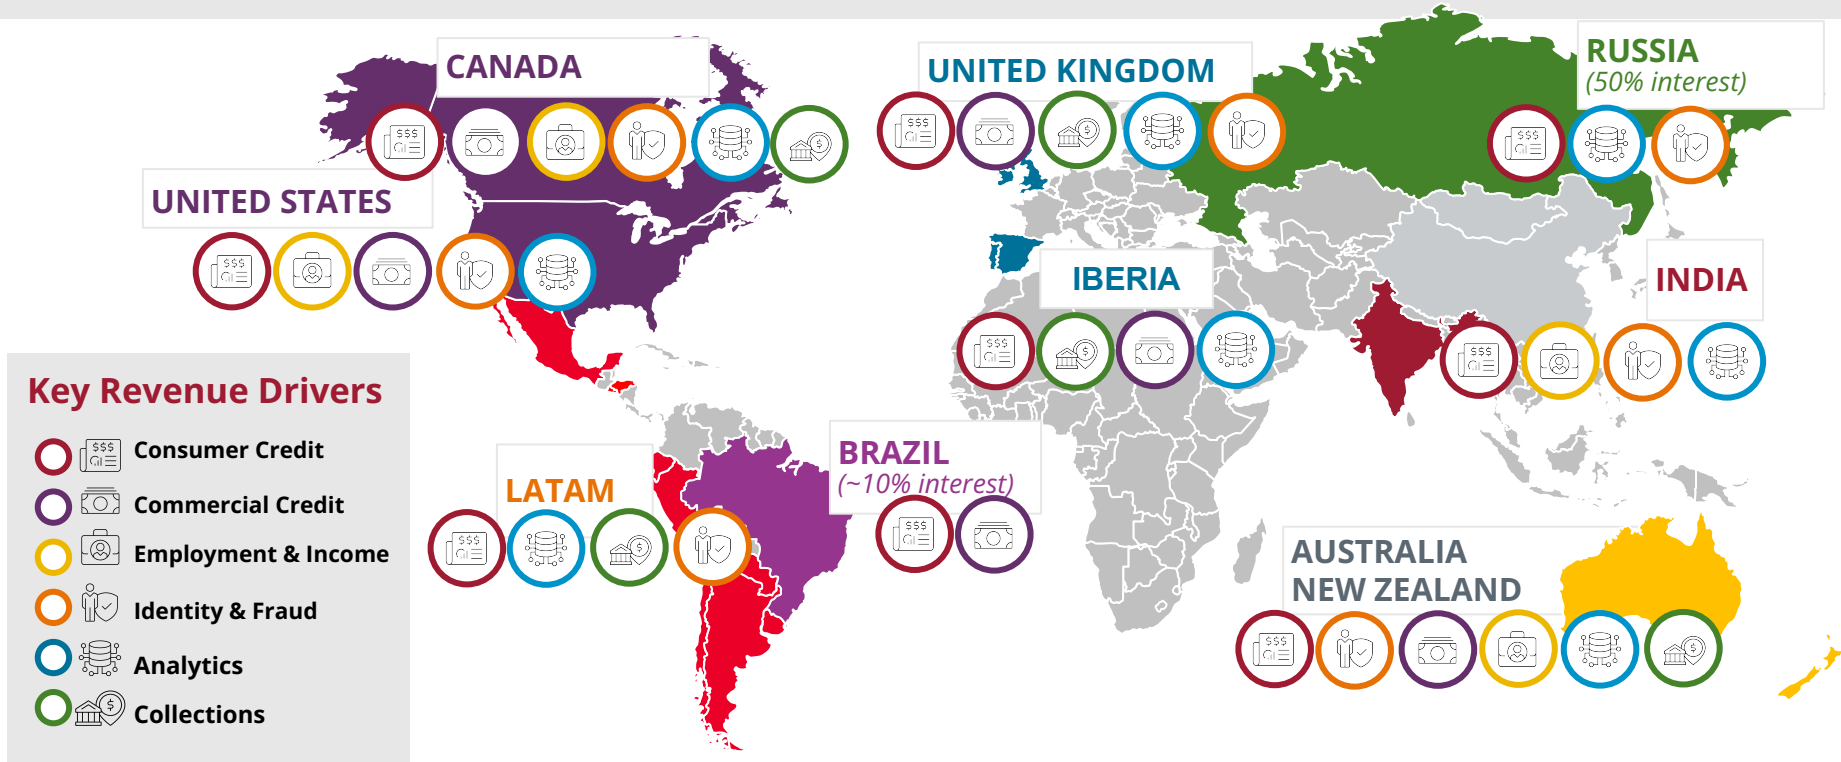 CANADA
UNITED KINGDOM
RUSSIA
(50% interest)
UNITED STATES
IBERIA
INDIA
Key Revenue Drivers
$$$ Consumer Credit
Commercial Credit
Employment & Income
Identity & Fraud
Analytics
$ Collections
LATAM
BRAZIL
(~10% interest)
AUSTRALIA
NEW ZEALAND
$$$
$
$$$
$
$$$
$$$
$$$
$
$$$
$$$
$
$$$
$$$
$